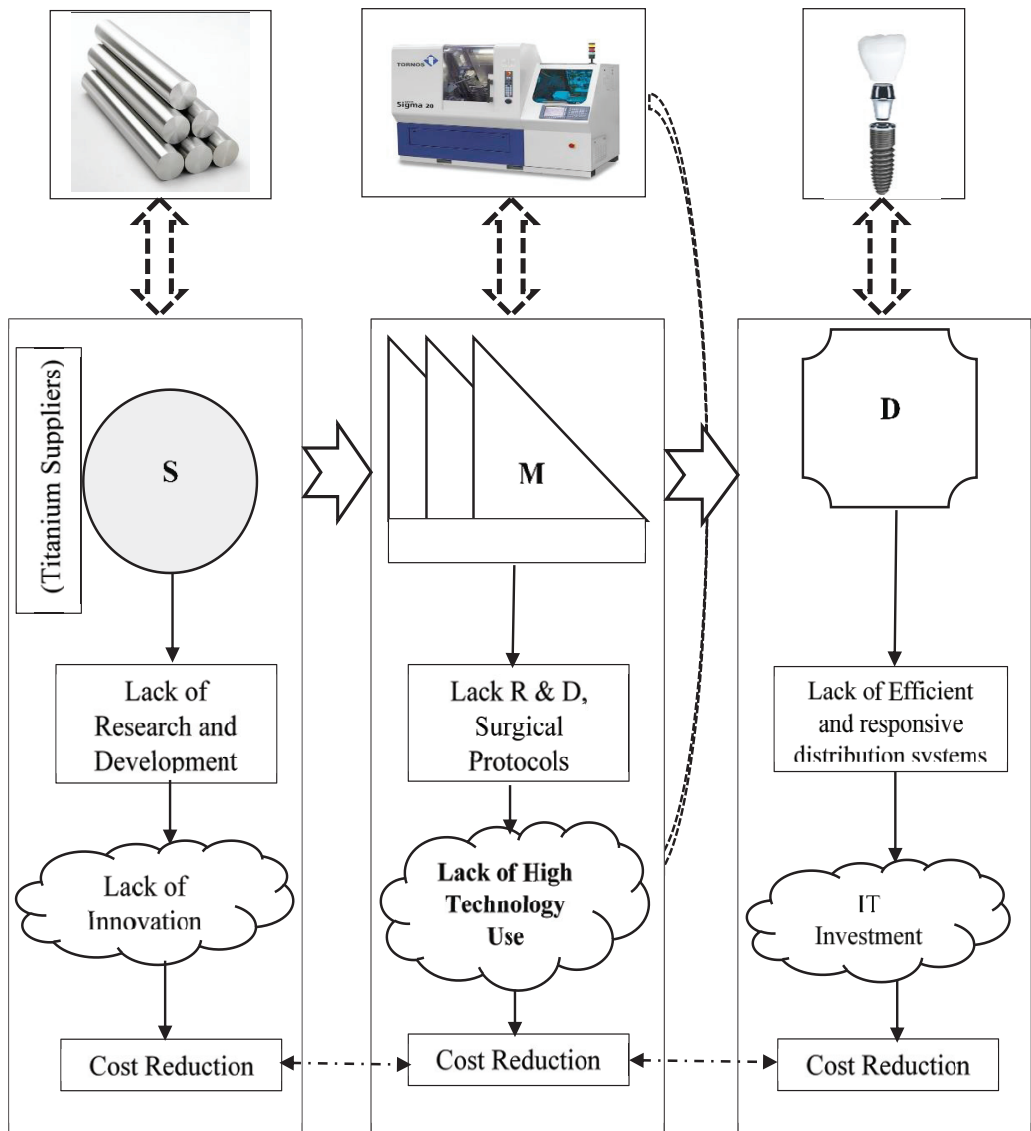 TORNOS
Sigma 20
(Titanium Suppliers)
S
M
D
Lack of
Research and
Development
Lack R & D,
Surgical
Protocols
Lack of Efficient
and responsive
distribution systems
Lack of
Innovation
Lack of High
Technology
Use
IT
Investment
Cost Reduction
Cost Reduction
Cost Reduction